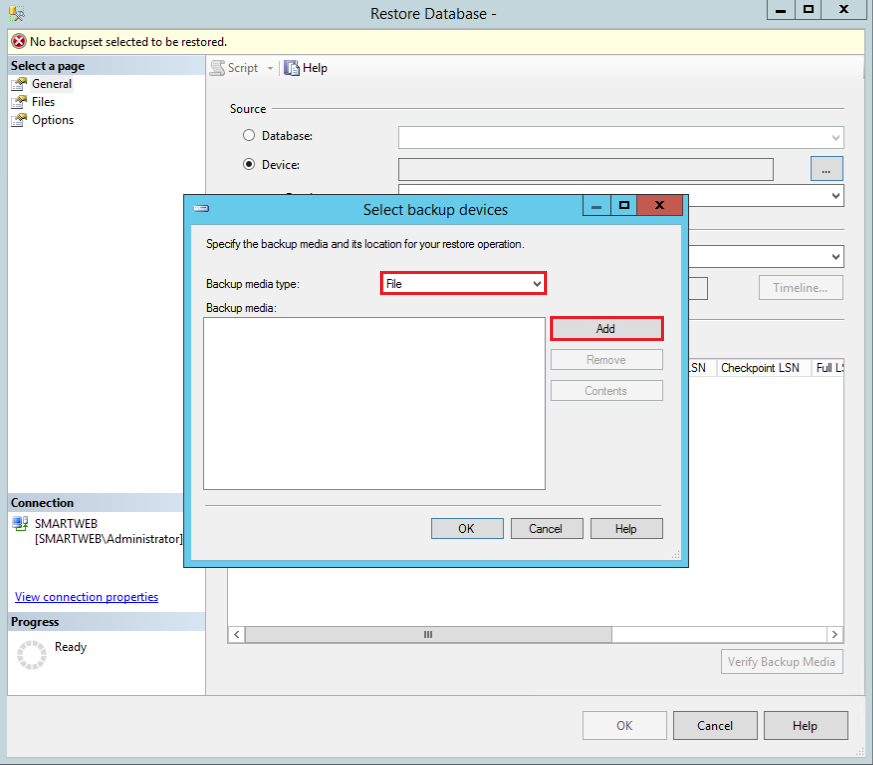 Restore Database -
No backupset selected to be restored.
Select a page
General
Files
Options
Script
Help
Source
Database:
Device:
...
Select backup devices
Specify the backup media and its location for your restore operation.
Backup media type:
File
Backup media:
Add
Remove
Contents
OK
Cancel
Help
Timeline...
LSN
Checkpoint LSN
Full LS
Connection
SMARTWEB
[SMARTWEB\Administrator]
View connection properties
Progress
Ready
Verify Backup Media
OK
Cancel
Help